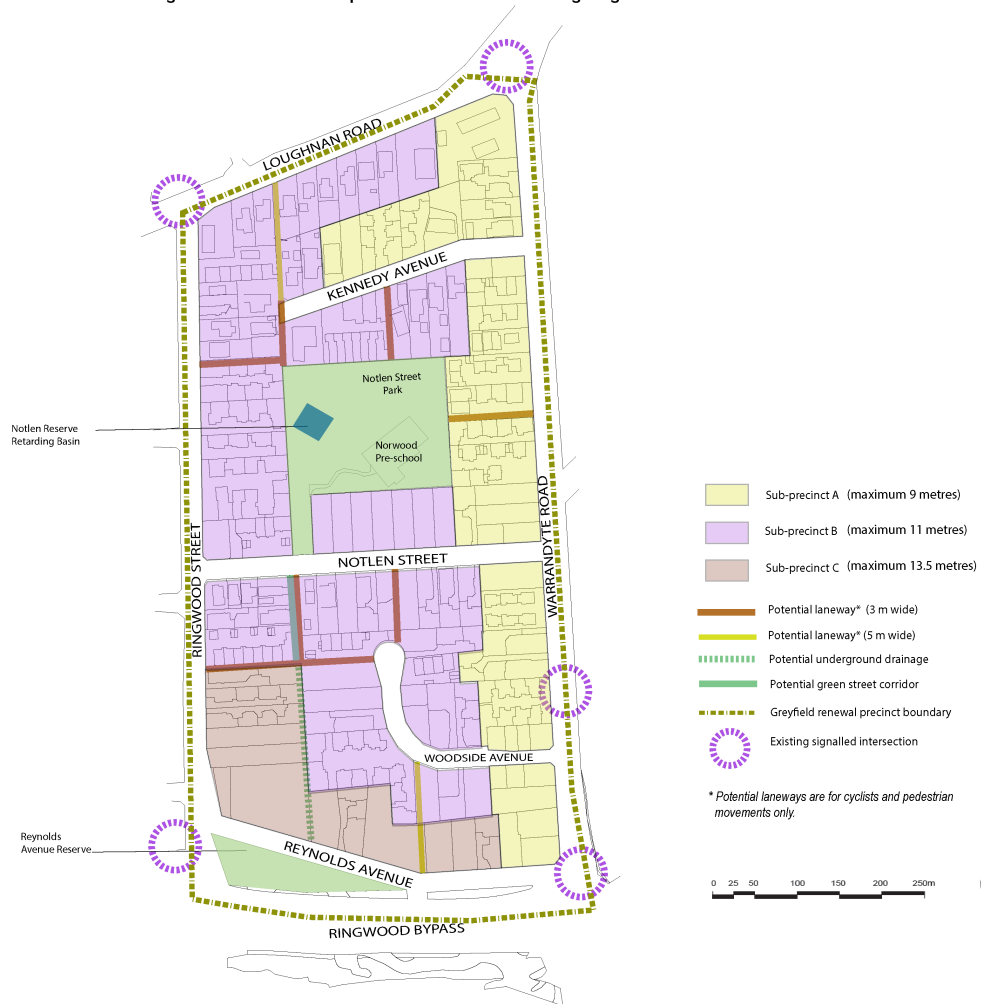 LOUGHNAN ROAD
KENNEDY AVENUE
Notlen Street
Park
Notlen Reserve
Retarding Basin
Norwood
Pre-school
RINGWOOD STREET
WARRANDYTE ROAD
NOTLEN STREET
WOODSIDE AVENUE
Reynolds
Avenue Reserve
REYNOLDS AVENUE
RINGWOOD BYPASS
Sub-precinct A (maximum 9 metres)
Sub-precinct B (maximum 11 metres)
Sub-precinct C (maximum 13.5 metres)
Potential laneway* (3 m wide)
Potential laneway* (5 m wide)
Potential underground drainage
Potential green street corridor
Greyfield renewal precinct boundary
Existing signalled intersection
* Potential laneways are for cyclists and pedestrian
movements only.
0 25 50 100 150 200 250m